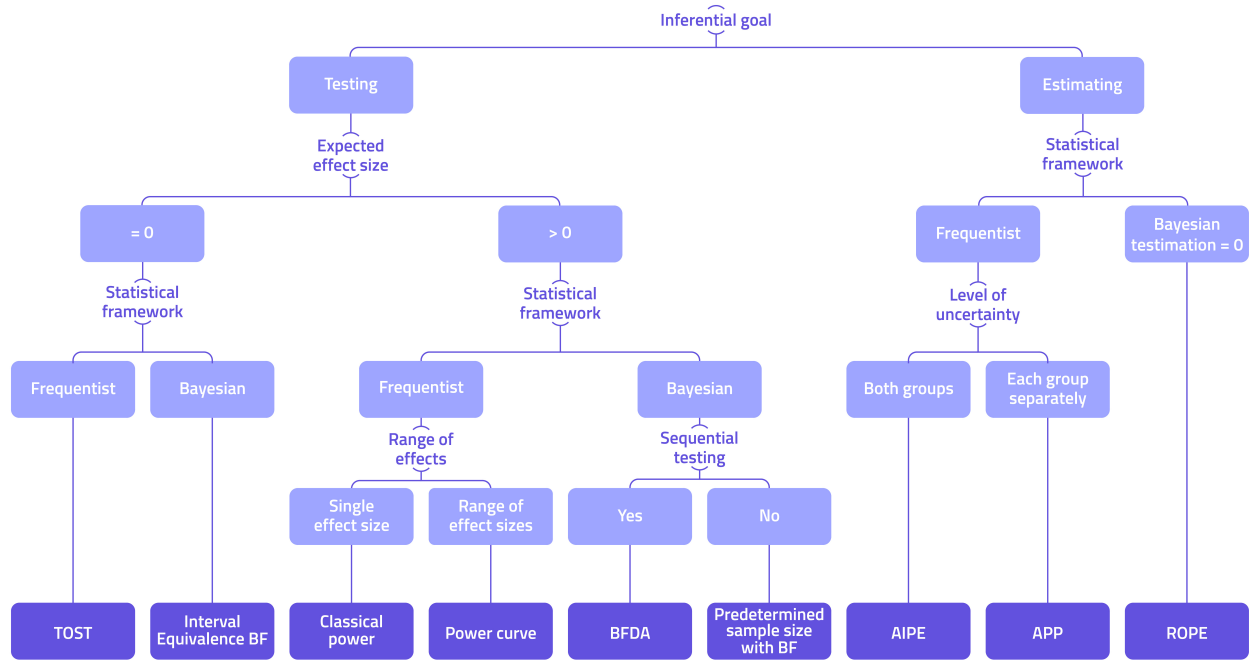 Inferential goal
Testing
Estimating
Expected
effect size
Statistical
framework
= 0
> 0
Frequentist
Bayesian
testimation = 0
Statistical
framework
Statistical
framework
Level of
uncertainty
Frequentist
Bayesian
Frequentist
Bayesian
Both groups
Each group
separately
Range of
effects
Sequential
testing
Single
effect size
Range of
effect sizes
Yes
No
TOST
Interval
Equivalence BF
Classical
power
Power curve
BFDA
Predetermined
sample size
with BF
AIPE
APP
ROPE